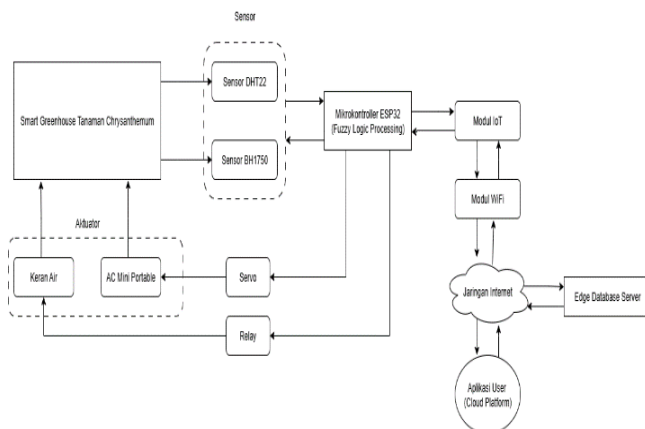 Sensor
Smart Greenhouse Tanaman Chrysanthemum
Sensor DHT22
Sensor BH1750
Mikrokontroller ESP32
(Fuzzy Logic Processing)
Modul IoT
Modul WiFi
Aktuator
Keran Air
AC Mini Portable
Servo
Relay
Jaringan Internet
Edge Database Server
Aplikasi User
(Cloud Platform)